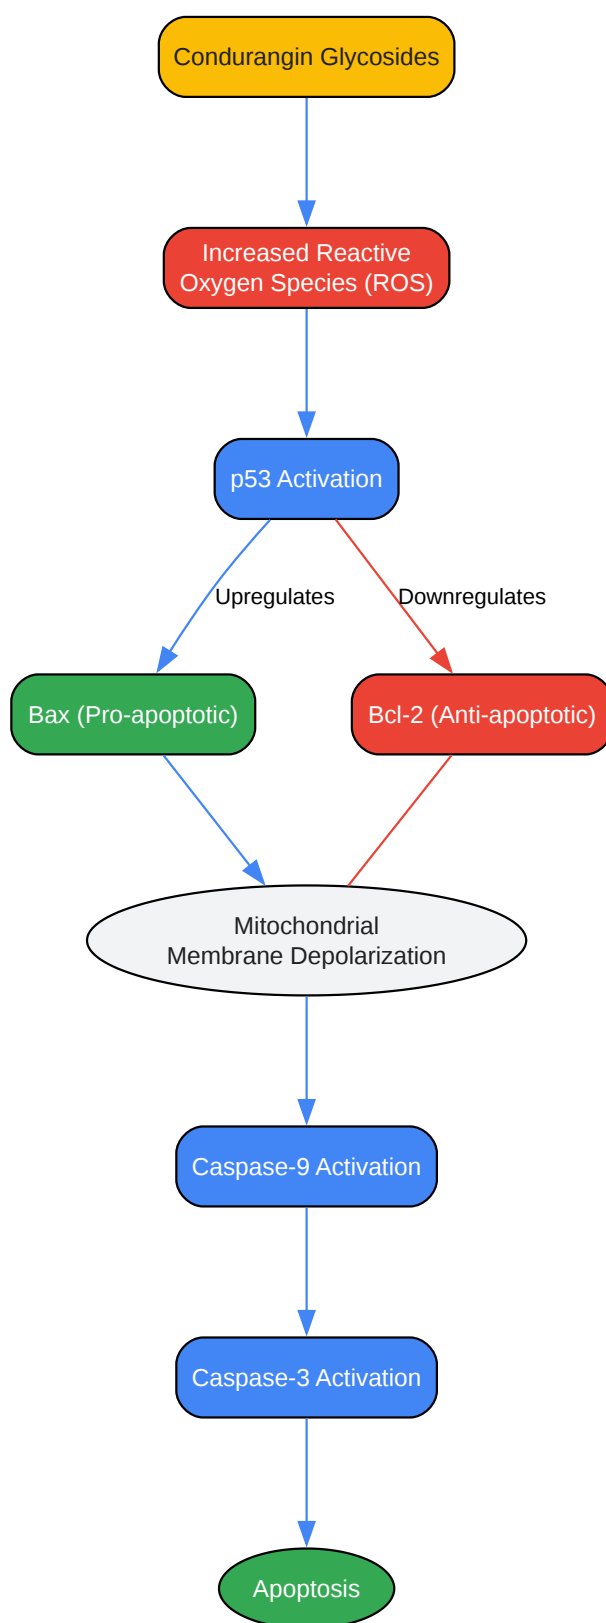 Condurangin Glycosides
Increased Reactive
Oxygen Species (ROS)
p53 Activation
Upregulates
Downregulates
Bax (Pro-apoptotic)
Bcl-2 (Anti-apoptotic)
Mitochondrial
Membrane Depolarization
Caspase-9 Activation
Caspase-3 Activation
Apoptosis